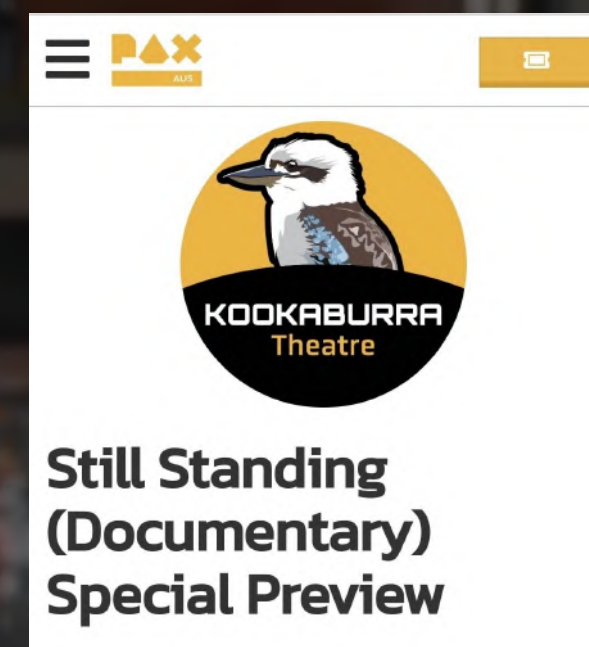 PAX
AUS
KOOKABURRA
Theatre
Still Standing
(Documentary)
Special Preview